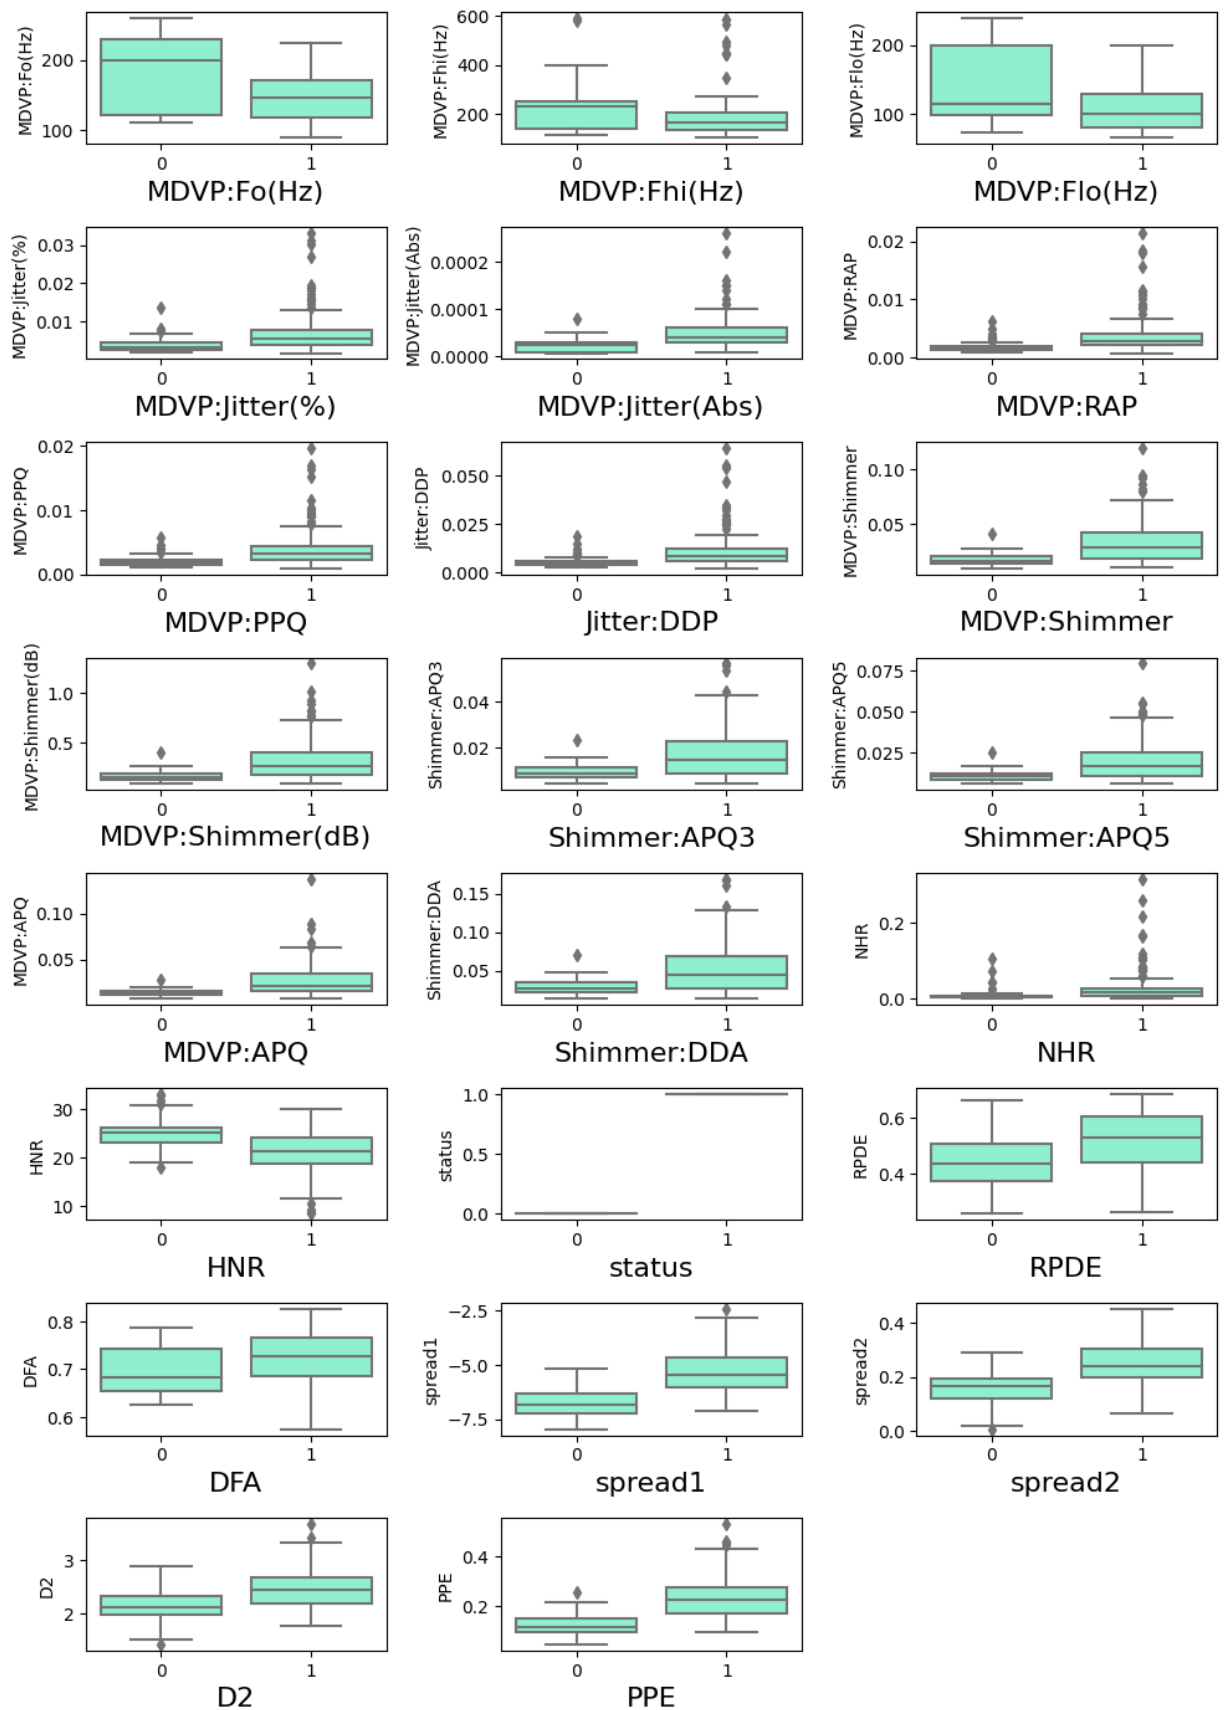 MDVP:Fo(Hz)
200
100
0 1
MDVP:Fo(Hz)
MDVP:Fhi(Hz)
600
400
200
0 1
MDVP:Fhi(Hz)
MDVP:Flo(Hz)
200
100
0 1
MDVP:Flo(Hz)
MDVP:Jitter(%)
0.03
0.02
0.01
0 1
MDVP:Jitter(%)
MDVP:Jitter(Abs)
0.0002
0.0001
0.0000
0 1
MDVP:Jitter(Abs)
MDVP:RAP
0.02
0.01
0.00
0 1
MDVP:RAP
MDVP:PPQ
0.02
0.01
0.00
0 1
MDVP:PPQ
Jitter:DDP
0.050
0.025
0.000
0 1
Jitter:DDP
MDVP:Shimmer
0.10
0.05
0 1
MDVP:Shimmer
MDVP:Shimmer(dB)
1.0
0.5
0 1
MDVP:Shimmer(dB)
Shimmer:APQ3
0.04
0.02
0 1
Shimmer:APQ3
Shimmer:APQ5
0.075
0.050
0.025
0 1
Shimmer:APQ5
MDVP:APQ
0.10
0.05
0 1
MDVP:APQ
Shimmer:DDA
0.15
0.10
0.05
0 1
Shimmer:DDA
NHR
0.2
0.0
0 1
NHR
HNR
30
20
10
0 1
HNR
status
1.0
0.5
0.0
0 1
status
RPDE
0.6
0.4
0 1
RPDE
DFA
0.8
0.7
0.6
0 1
DFA
spread1
−2.5
−5.0
−7.5
0 1
spread1
spread2
0.4
0.2
0.0
0 1
spread2
D2
3
2
0 1
D2
PPE
0.4
0.2
0 1
PPE